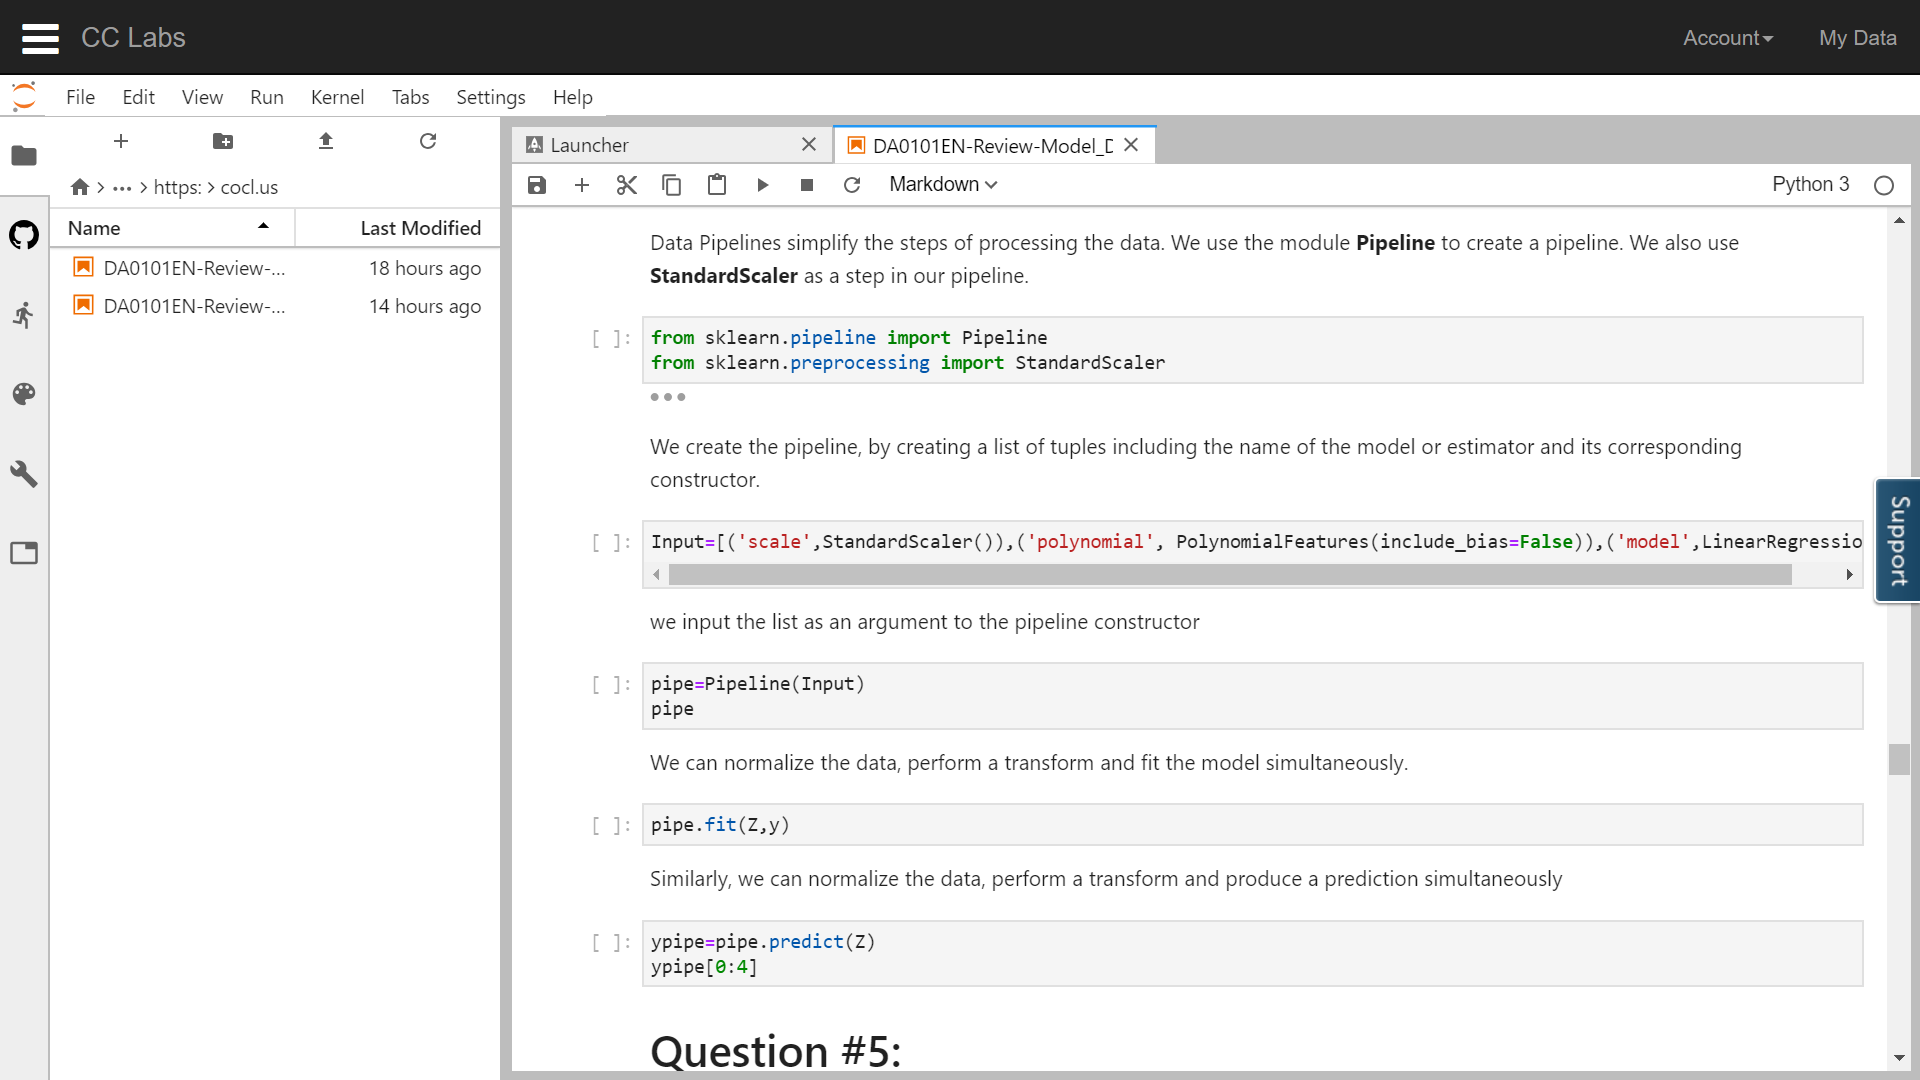 CC Labs
Account
My Data
File Edit View Run Kernel Tabs Settings Help
Launcher
DA0101EN-Review-Model_D
https: cocl.us
Markdown
Python 3
Name Last Modified
DA0101EN-Review-... 18 hours ago
DA0101EN-Review-... 14 hours ago
Data Pipelines simplify the steps of processing the data. We use the module Pipeline to create a pipeline. We also use
StandardScaler as a step in our pipeline.
[ ]: from sklearn.pipeline import Pipeline
from sklearn.preprocessing import StandardScaler
We create the pipeline, by creating a list of tuples including the name of the model or estimator and its corresponding
constructor.
[ ]: Input=[('scale',StandardScaler()),('polynomial', PolynomialFeatures(include_bias=False)),('model',LinearRegressio
we input the list as an argument to the pipeline constructor
[ ]: pipe=Pipeline(Input)
pipe
We can normalize the data, perform a transform and fit the model simultaneously.
[ ]: pipe.fit(Z,y)
Similarly, we can normalize the data, perform a transform and produce a prediction simultaneously
[ ]: ypipe=pipe.predict(Z)
ypipe[0:4]
Question #5:
Support